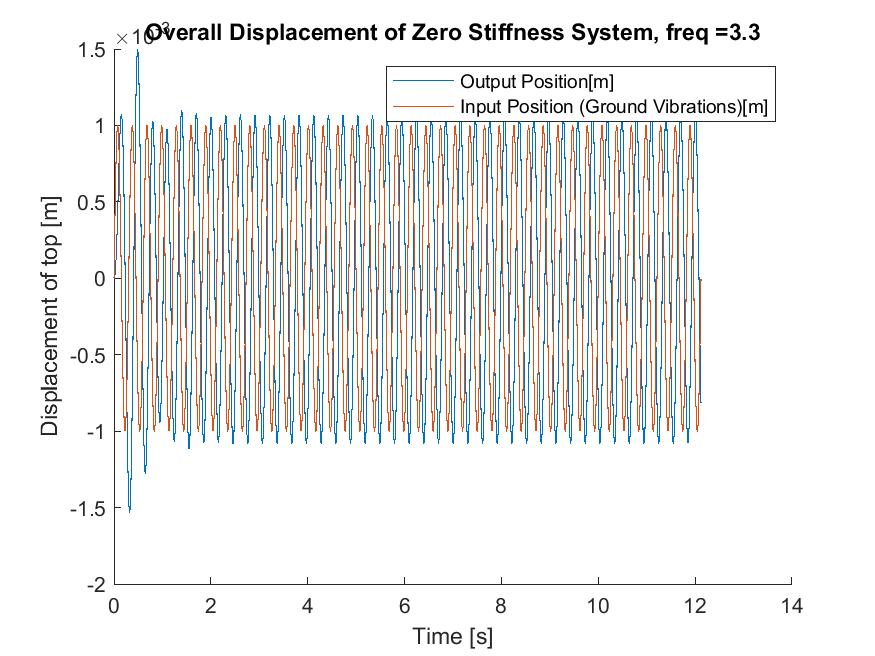 ×10-3
Overall Displacement of Zero Stiffness System, freq =3.3
Output Position[m]
Input Position (Ground Vibrations)[m]
1.5
1
0.5
0
-0.5
-1
-1.5
-2
Displacement of top [m]
0 2 4 6 8 10 12 14
Time [s]